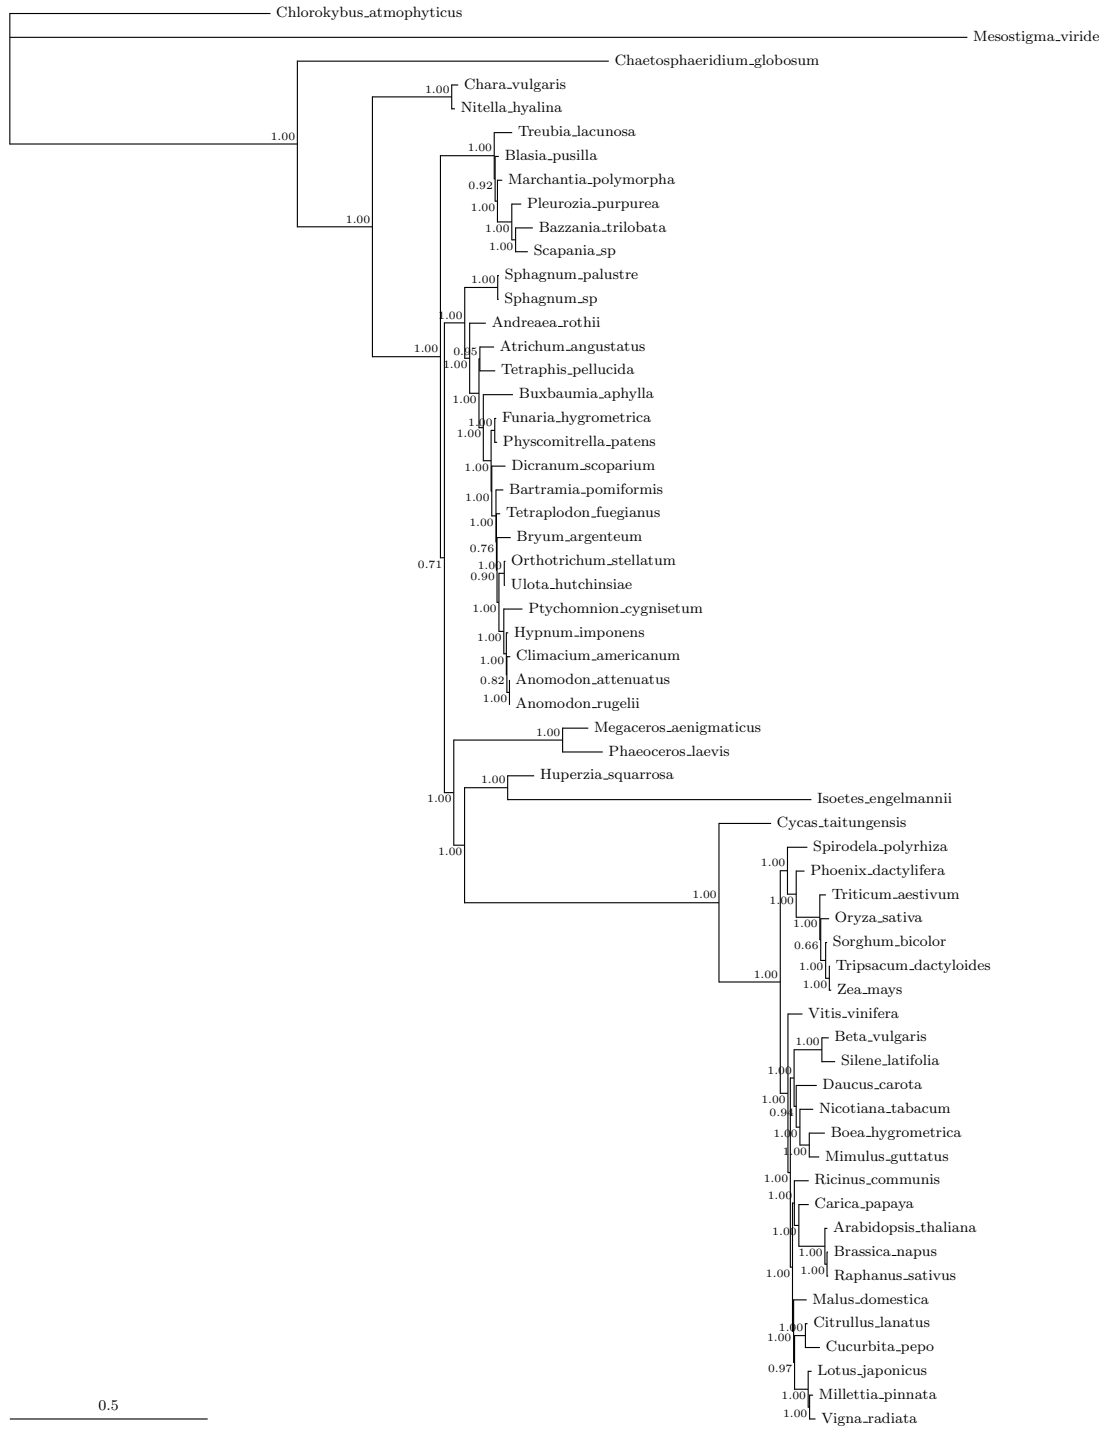 Chlorokybus_atmophyticus
Mesostigma_viride
Chaetosphaeridium_globosum
1.00 Chara_vulgaris
Nitella_hyalina
Treubia_lacunosa
1.00
1.00 Blasia_pusilla
0.92 Marchantia_polymorpha
1.00 Pleurozia_purpurea
1.00 Bazzania_trilobata
1.00
1.00 Scapania_sp
1.00 Sphagnum_palustre
Sphagnum_sp
1.00 Andreaea_rothii
1.00 0.95 Atrichum_angustatus
1.00 Tetraphis_pellucida
1.00 Buxbaumia_aphylla
1.00 Funaria_hygrometrica
1.00 Physcomitrella_patens
1.00 Dicranum_scoparium
1.00 Bartramia_pomiformis
1.00 Tetraplodon_fuegianus
0.76 Bryum_argenteum
0.71 1.00 Orthotrichum_stellatum
0.90 Ulota_hutchinsiae
1.00 Ptychomnion_cygnisetum
1.00 Hypnum_imponens
1.00 Climacium_americanum
0.82 Anomodon_attenuatus
1.00 Anomodon_rugelii
1.00 Megaceros_aenigmaticus
Phaeoceros_laevis
1.00 Huperzia_squarrosa
1.00 Isoetes_engelmannii
Cycas_taitungensis
1.00 Spirodela_polyrhiza
1.00 Phoenix_dactylifera
1.00 1.00 Triticum_aestivum
1.00 Oryza_sativa
0.66 Sorghum_bicolor
1.00 1.00 Tripsacum_dactyloides
1.00 Zea_mays
Vitis_vinifera
1.00 Beta_vulgaris
1.00 Silene_latifolia
1.00 Daucus_carota
0.94 Nicotiana_tabacum
1.00 Boea_hygrometrica
1.00 Mimulus_guttatus
1.00 Ricinus_communis
1.00 Carica_papaya
1.00 Arabidopsis_thaliana
1.00 Brassica_napus
1.00 1.00 Raphanus_sativus
Malus_domestica
1.00 Citrullus_lanatus
1.00 Cucurbita_pepo
0.97 Lotus_japonicus
1.00 Millettia_pinnata
0.5 1.00 Vigna_radiata